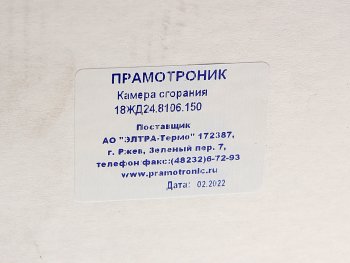 ПРАМОТРОНИК
Камера сгорания
18ЖД24.8106.150
Поставщик
АО "ЭЛТРА-Термо" 172387,
г. Ржев, Зеленый пер. 7,
телефон факс:(48232)6-72-93
www.pramotronic.ru
Дата: 02.2022